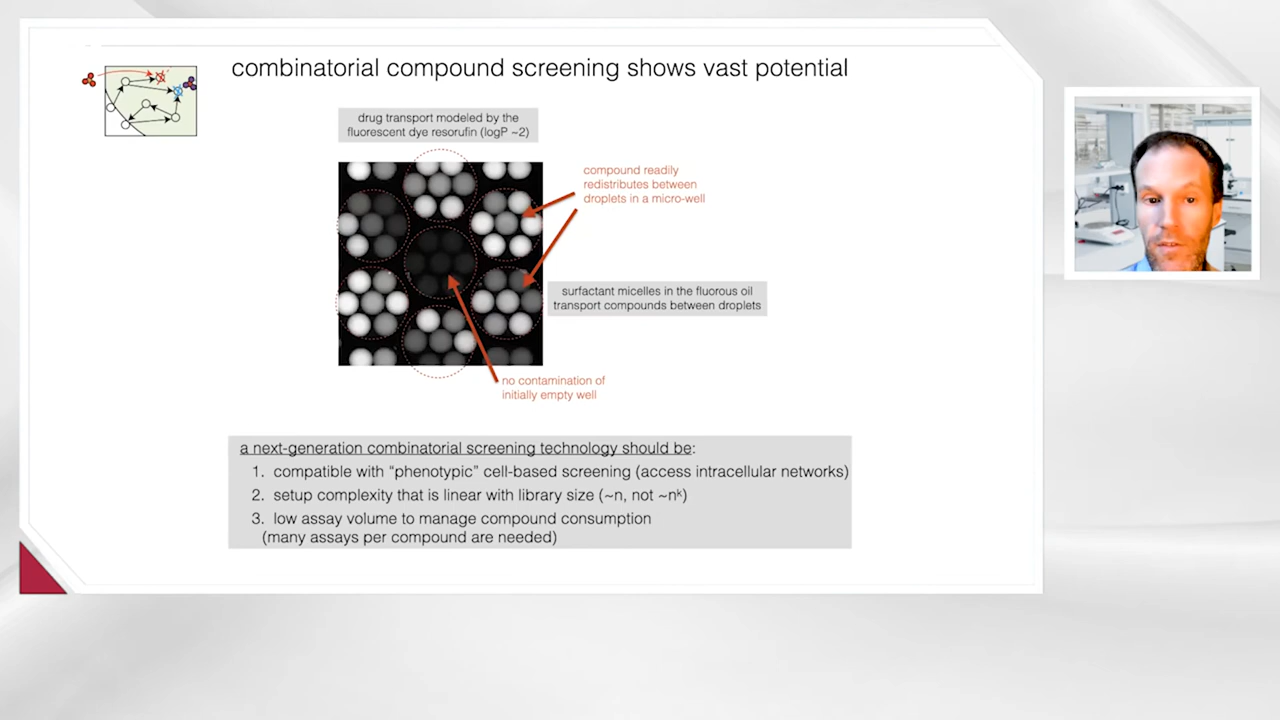 combinatorial compound screening shows vast potential
drug transport modeled by the
fluorescent dye resorufin (logP ~2)
compound readily
redistributes between
droplets in a micro-well
surfactant micelles in the fluorous oil
transport compounds between droplets
no contamination of
initially empty well
a next-generation combinatorial screening technology should be:
1. compatible with “phenotypic” cell-based screening (access intracellular networks)
2. setup complexity that is linear with library size (~n, not ~nᵏ)
3. low assay volume to manage compound consumption
(many assays per compound are needed)